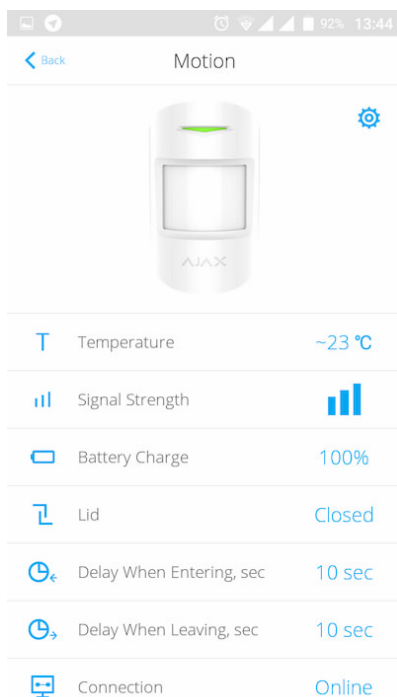 92% 13:44
Back Motion
AJAX
T Temperature ~23 °C
Signal Strength
Battery Charge 100%
Lid Closed
Delay When Entering, sec 10 sec
Delay When Leaving, sec 10 sec
Connection Online